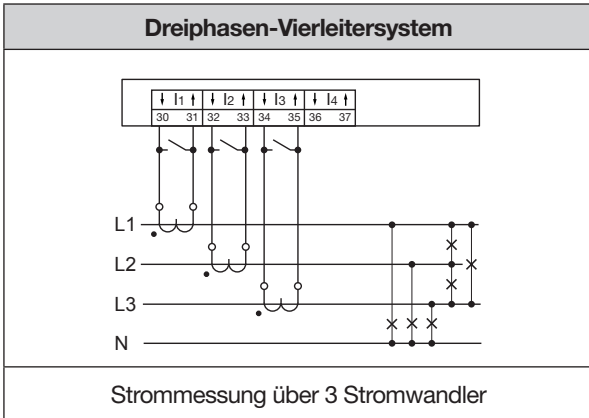 Dreiphasen-Vierleitersystem
I1 I2 I3 I4
30 31 32 33 34 35 36 37
L1
L2
L3
N
Strommessung über 3 Stromwandler